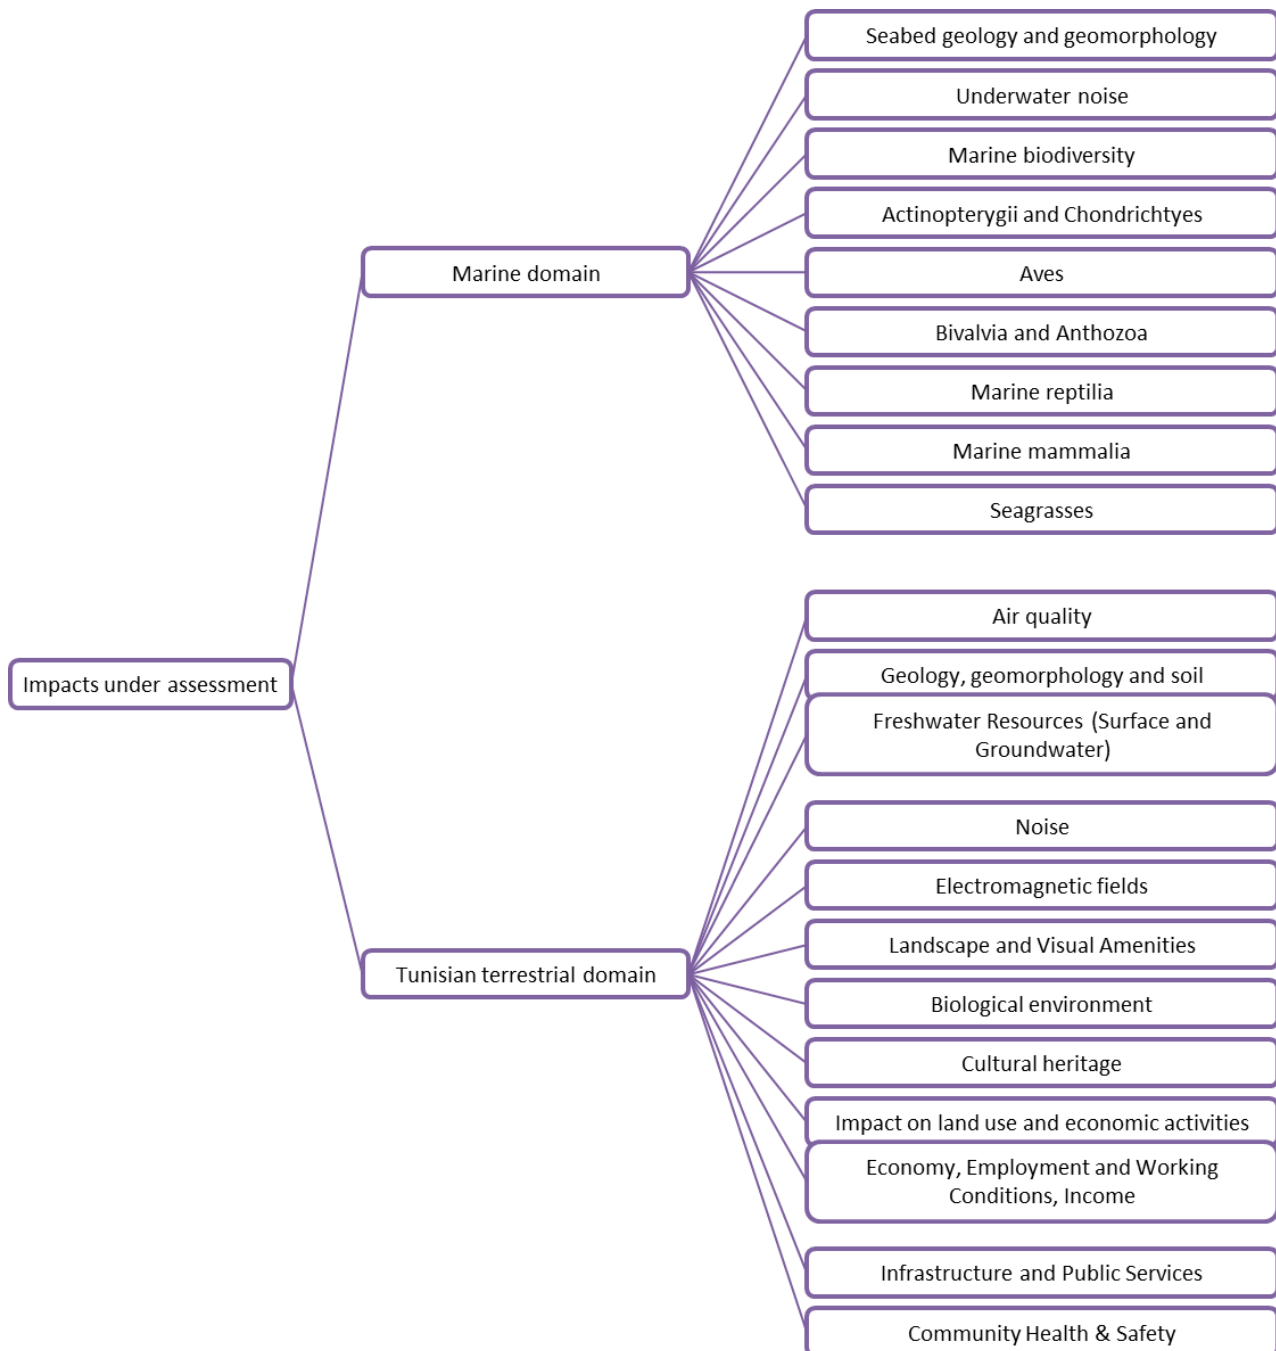 Seabed geology and geomorphology
Underwater noise
Marine biodiversity
Actinopterygii and Chondrichtyes
Marine domain
Aves
Bivalvia and Anthozoa
Marine reptilia
Marine mammalia
Seagrasses
Impacts under assessment
Air quality
Geology, geomorphology and soil
Freshwater Resources (Surface and
Groundwater)
Noise
Electromagnetic fields
Landscape and Visual Amenities
Tunisian terrestrial domain
Biological environment
Cultural heritage
Impact on land use and economic activities
Economy, Employment and Working
Conditions, Income
Infrastructure and Public Services
Community Health & Safety